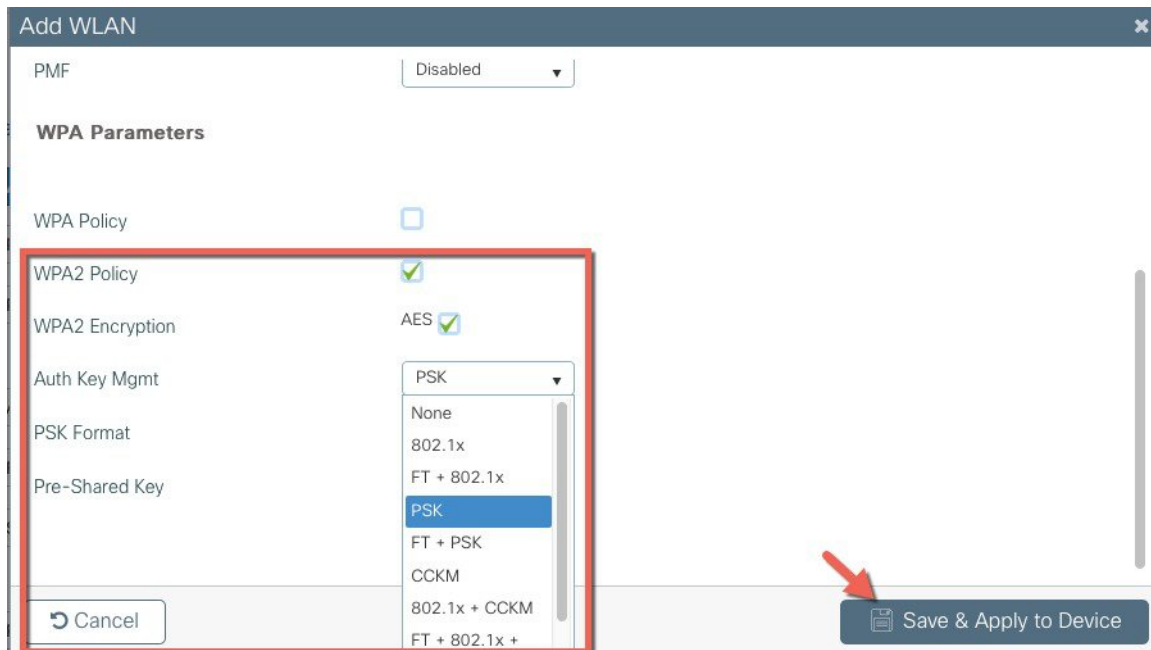 Add WLAN
PMF Disabled
WPA Parameters
WPA Policy
WPA2 Policy
WPA2 Encryption AES
Auth Key Mgmt PSK
None
PSK Format
802.1x
FT + 802.1x
Pre-Shared Key
PSK
FT + PSK
CCKM
802.1x + CCKM
FT + 802.1x +
Cancel Save & Apply to Device